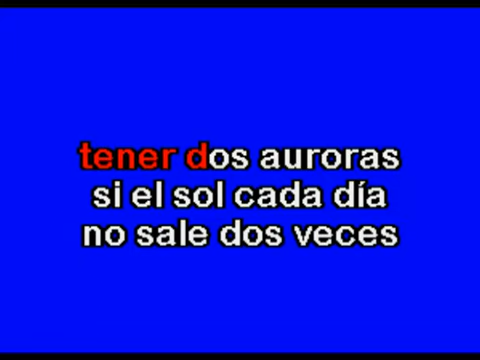 tener dos auroras
si el sol cada día
no sale dos veces